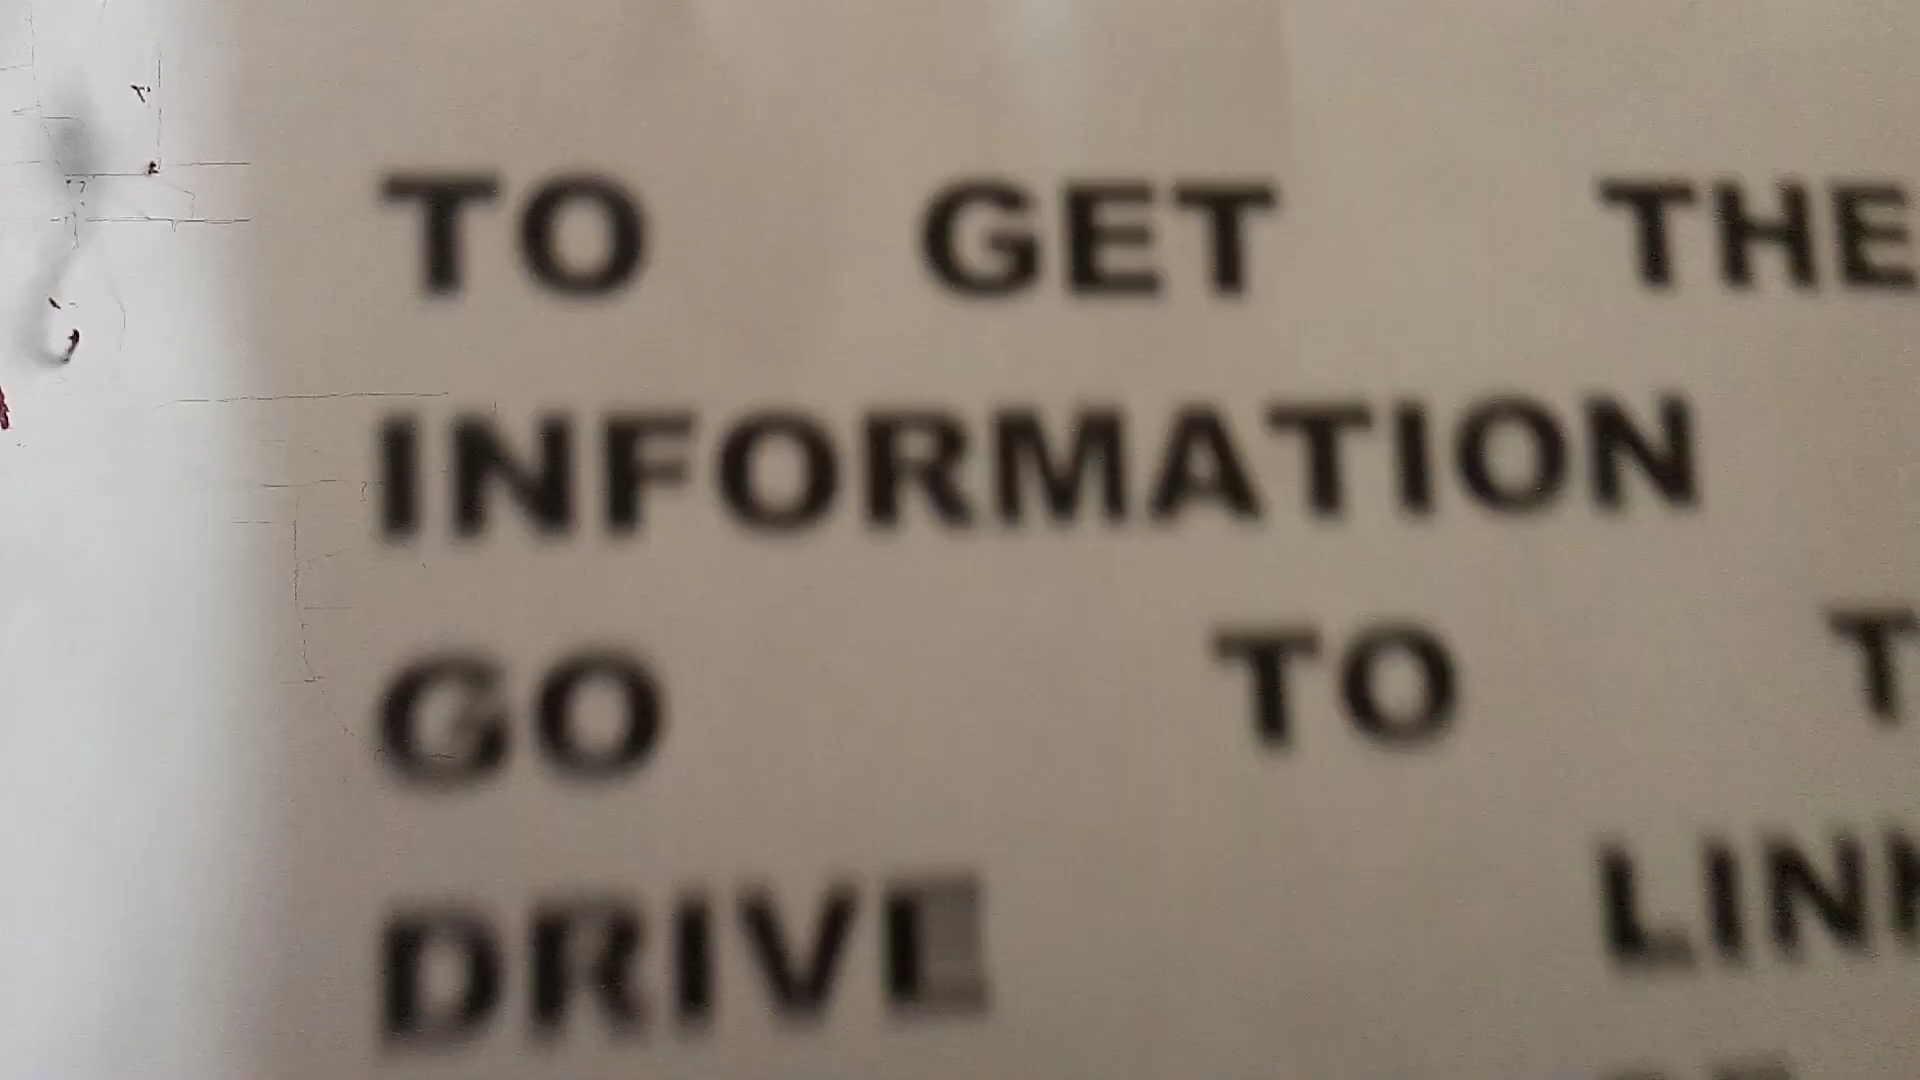 TO GET THE
INFORMATION
GO TO
DRIVE